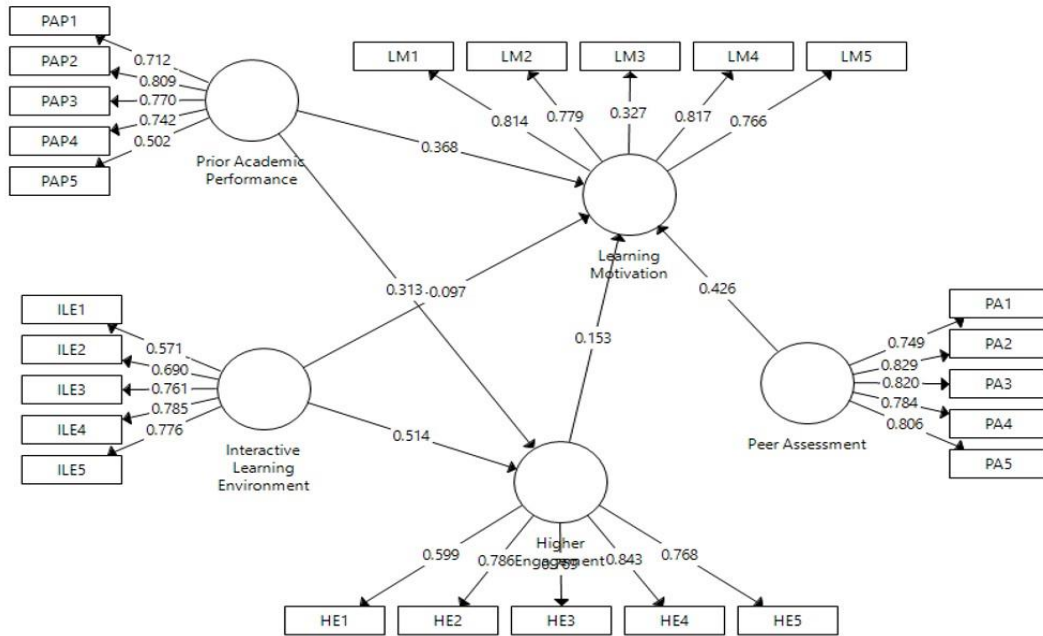 PAP1
PAP2
PAP3
PAP4
PAP5
0.712
0.809
0.770
0.742
0.502
Prior Academic
Performance
LM1
LM2
LM3
LM4
LM5
0.814
0.779
0.327
0.817
0.766
0.368
Learning
Motivation
0.313
-0.097
0.426
0.153
ILE1
ILE2
ILE3
ILE4
ILE5
0.571
0.690
0.761
0.785
0.776
Interactive
Learning
Environment
0.514
Peer Assessment
0.749
0.829
0.820
0.784
0.806
PA1
PA2
PA3
PA4
PA5
Higher
Engagement
0.599
0.786
0.843
0.768
HE1
HE2
HE3
HE4
HE5